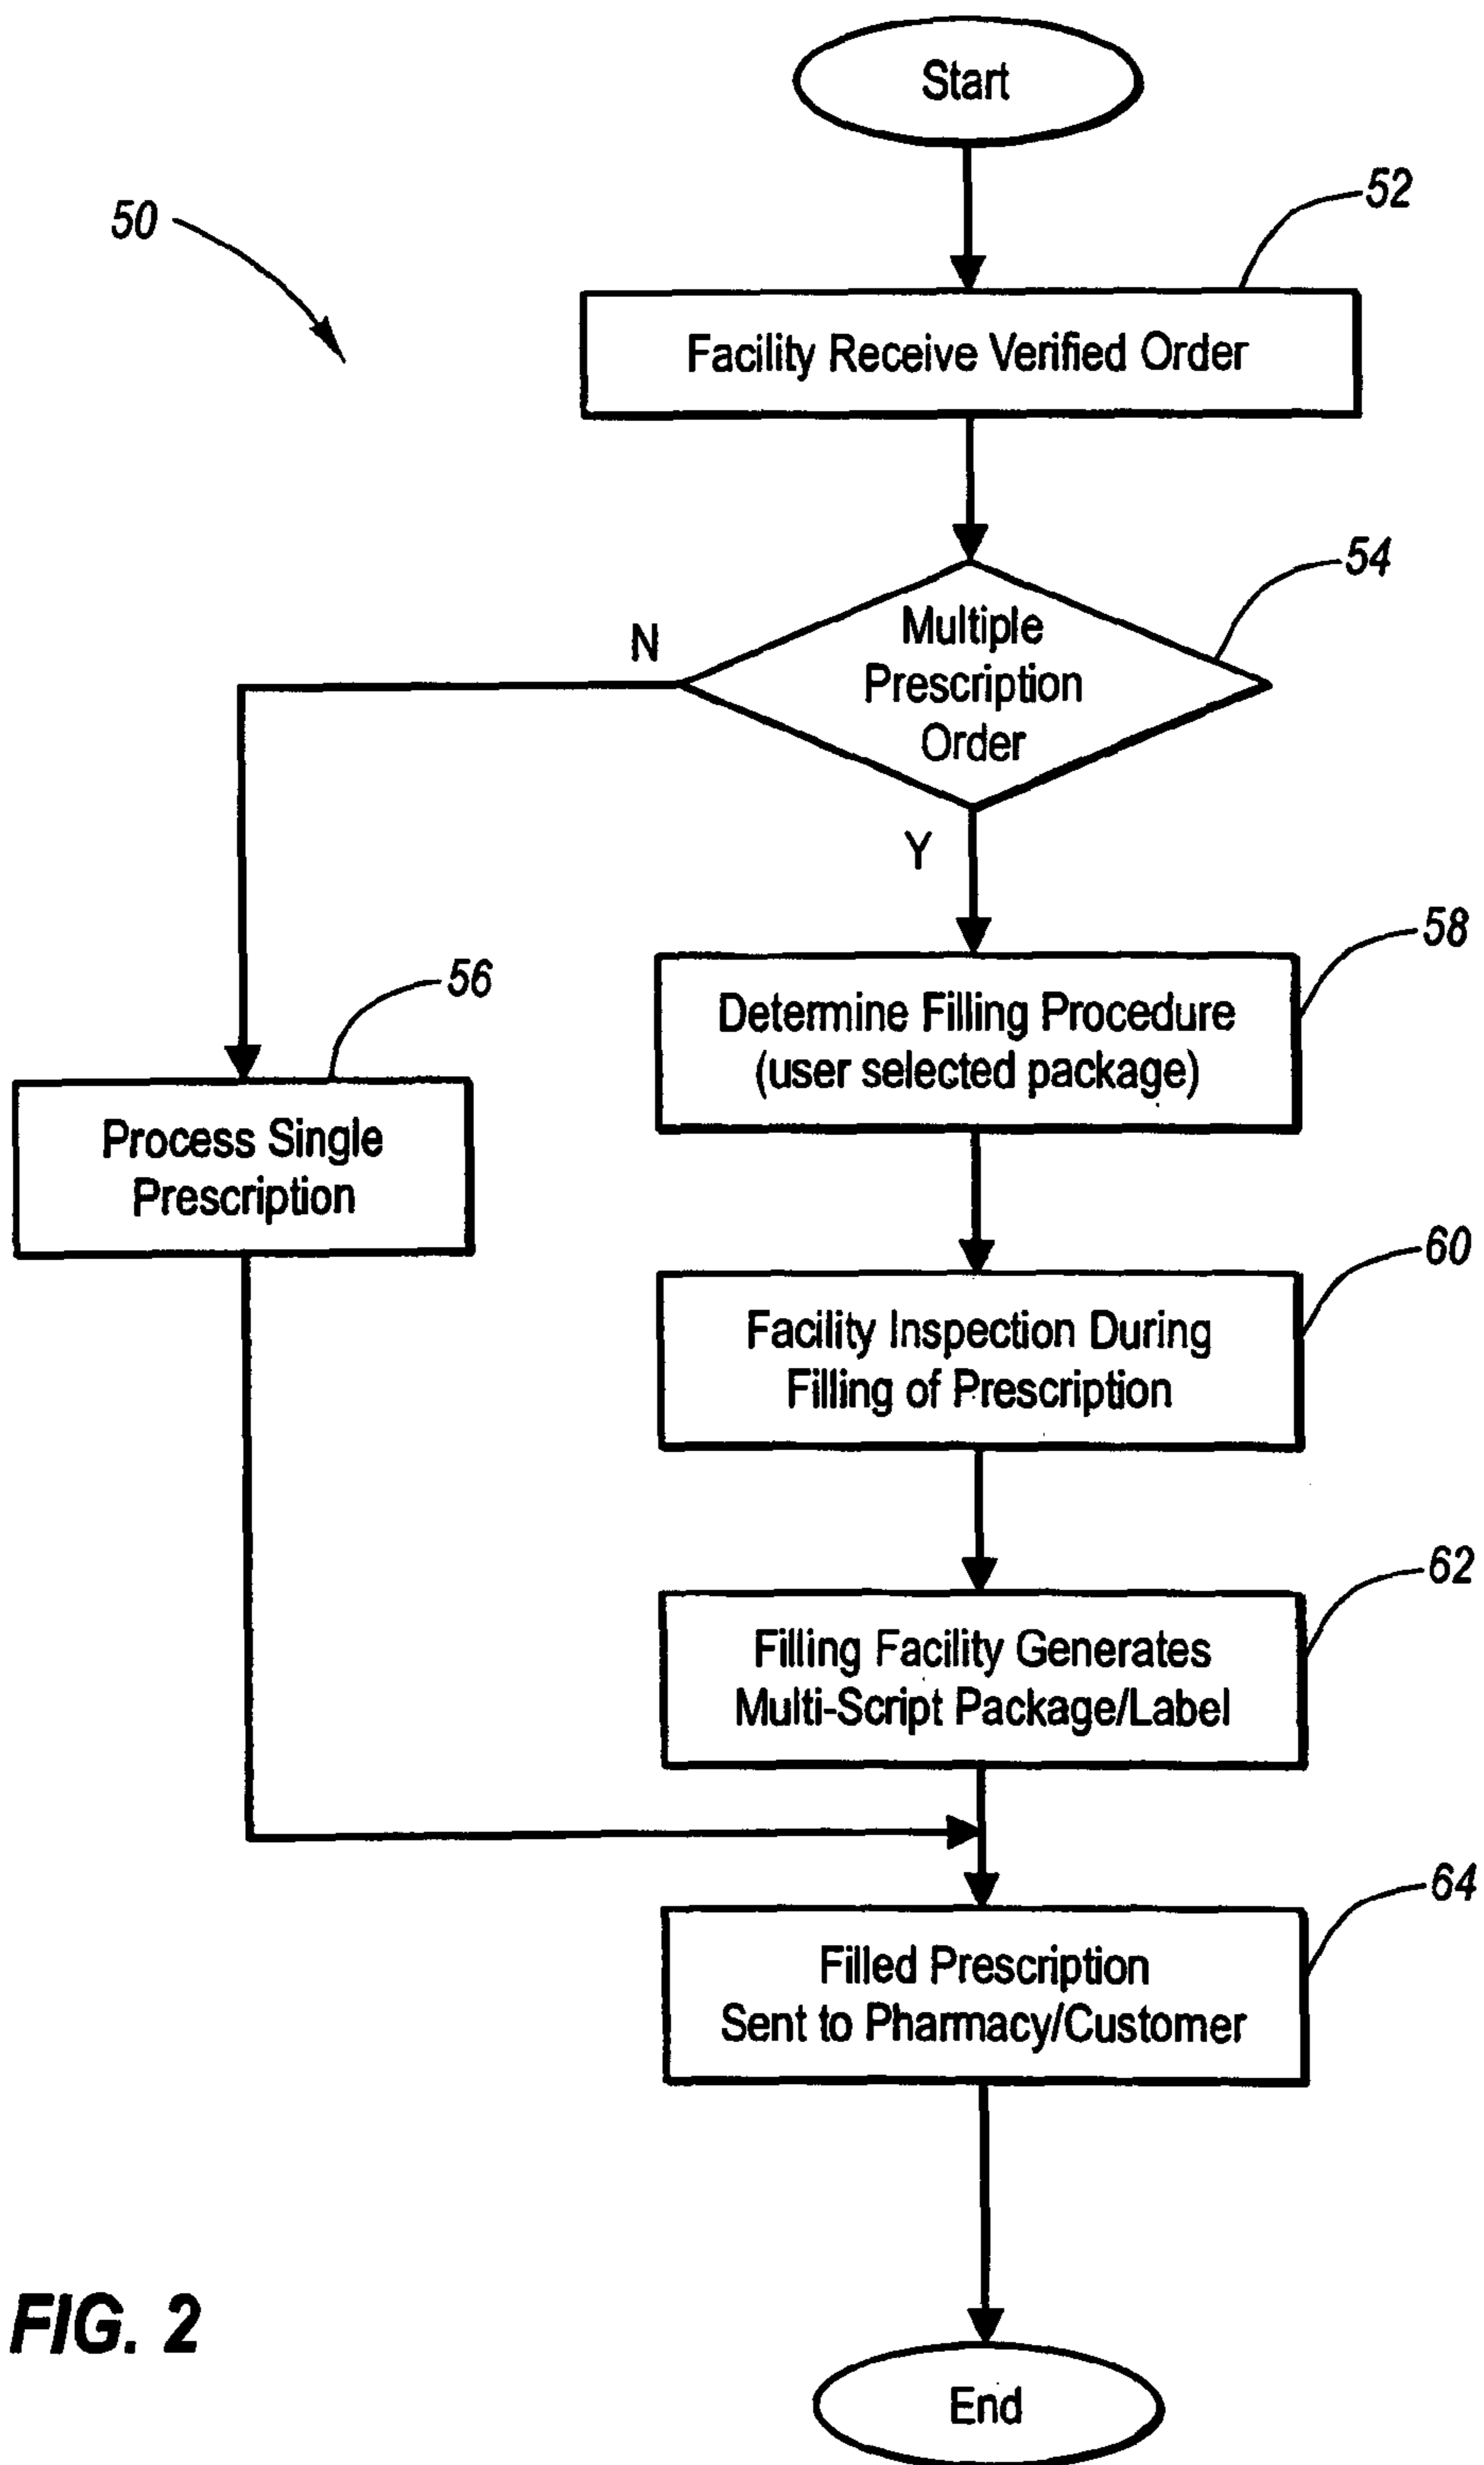 Start
50
52
Facility Receive Verified Order
54
N
Multiple
Prescription
Order
Y
58
56
Determine Filling Procedure
(user selected package)
Process Single
Prescription
60
Facility Inspection During
Filling of Prescription
62
Filling Facility Generates
Multi-Script Package/Label
64
Filled Prescription
Sent to Pharmacy/Customer
FIG. 2
End